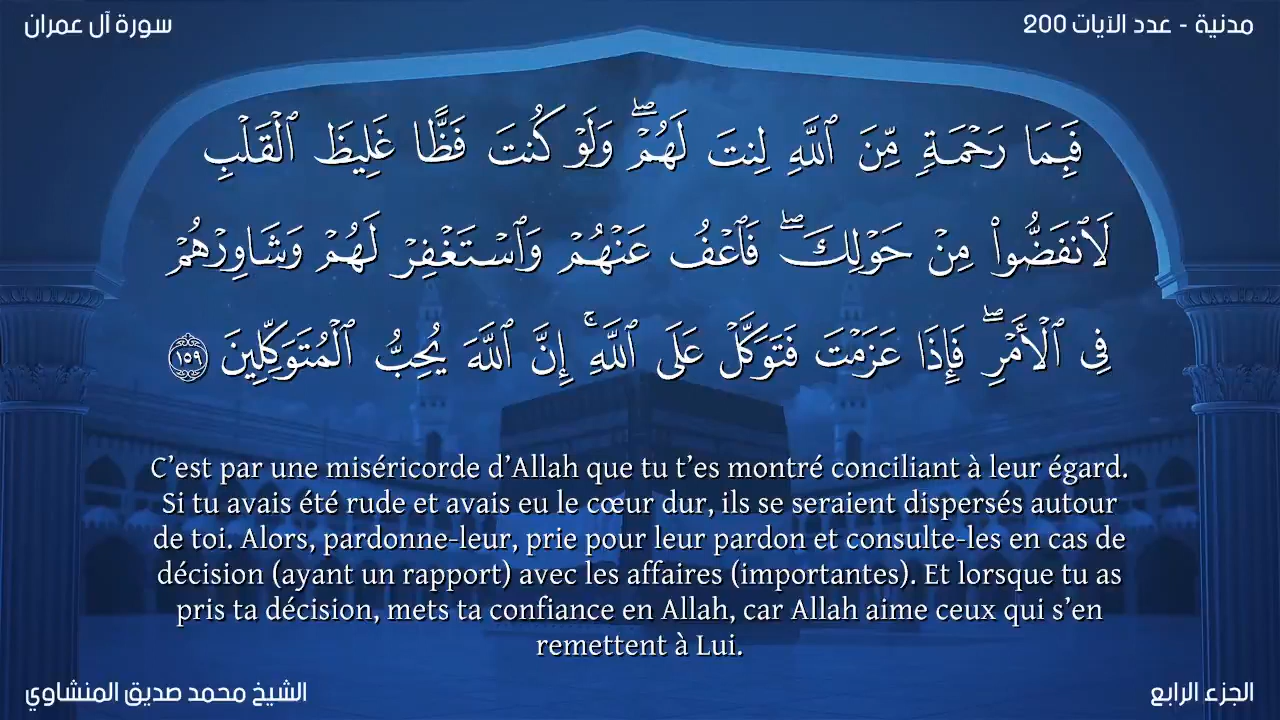 سورة آل عمران
مدنية - عدد الآيات 200
فَبِمَا رَحْمَةٍ مِّنَ ٱللَّهِ لِنتَ لَهُمْ ۖ وَلَوْ كُنتَ فَظًّا غَلِيظَ ٱلْقَلْبِ
لَٱنفَضُّوا۟ مِنْ حَوْلِكَ ۖ فَٱعْفُ عَنْهُمْ وَٱسْتَغْفِرْ لَهُمْ وَشَاوِرْهُمْ
فِى ٱلْأَمْرِ ۖ فَإِذَا عَزَمْتَ فَتَوَكَّلْ عَلَى ٱللَّهِ ۚ إِنَّ ٱللَّهَ يُحِبُّ ٱلْمُتَوَكِّلِينَ ١٥٩
C’est par une miséricorde d’Allah que tu t’es montré conciliant à leur égard.
Si tu avais été rude et avais eu le cœur dur, ils se seraient dispersés autour
de toi. Alors, pardonne-leur, prie pour leur pardon et consulte-les en cas de
décision (ayant un rapport) avec les affaires (importantes). Et lorsque tu as
pris ta décision, mets ta confiance en Allah, car Allah aime ceux qui s’en
remettent à Lui.
الشيخ محمد صديق المنشاوي
الجزء الرابع